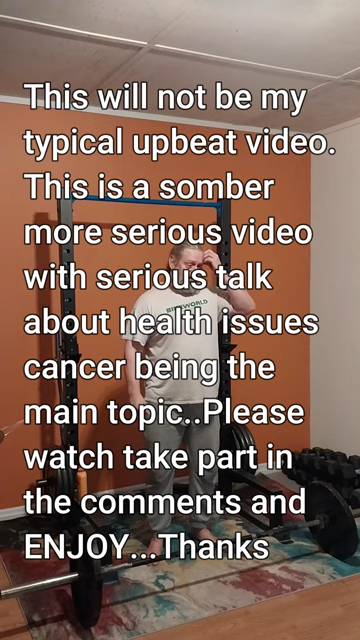 This will not be my
typical upbeat video.
This is a somber
more serious video
with serious talk
about health issues
cancer being the
main topic..Please
watch take part in
the comments and
ENJOY...Thanks